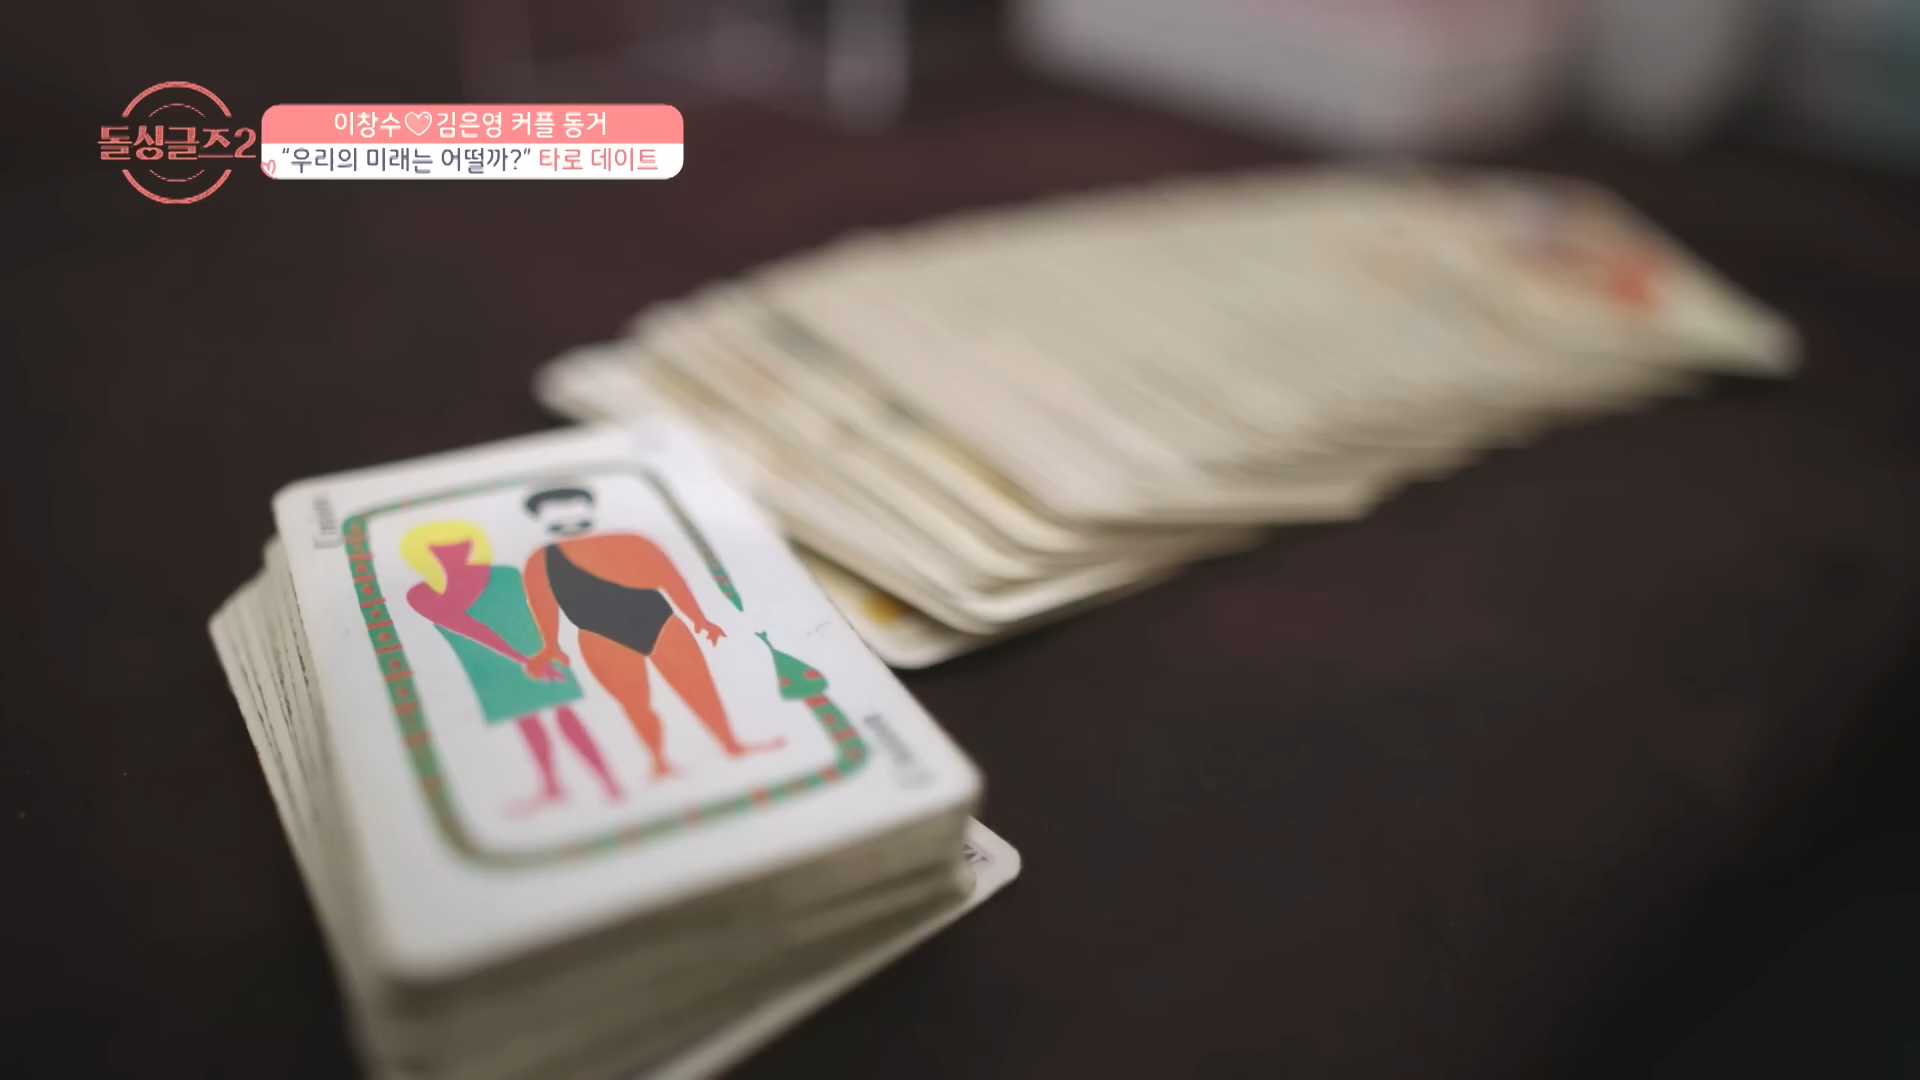 돌싱글즈2
이창수♡김은영 커플 동거
“우리의 미래는 어떨까?” 타로 데이트